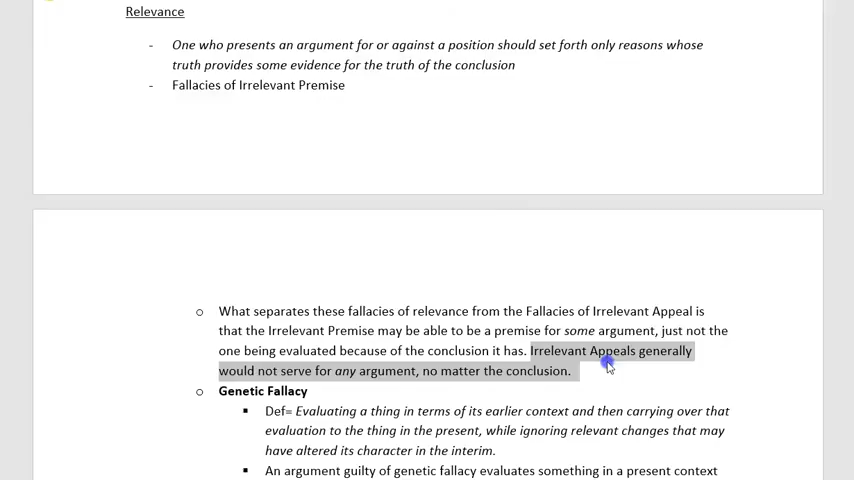 Relevance
- One who presents an argument for or against a position should set forth only reasons whose
truth provides some evidence for the truth of the conclusion
- Fallacies of Irrelevant Premise
o What separates these fallacies of relevance from the Fallacies of Irrelevant Appeal is
that the Irrelevant Premise may be able to be a premise for some argument, just not the
one being evaluated because of the conclusion it has. Irrelevant Appeals generally
would not serve for any argument, no matter the conclusion.
o Genetic Fallacy
▪ Def= Evaluating a thing in terms of its earlier context and then carrying over that
evaluation to the thing in the present, while ignoring relevant changes that may
have altered its character in the interim.
▪ An argument guilty of genetic fallacy evaluates something in a present context